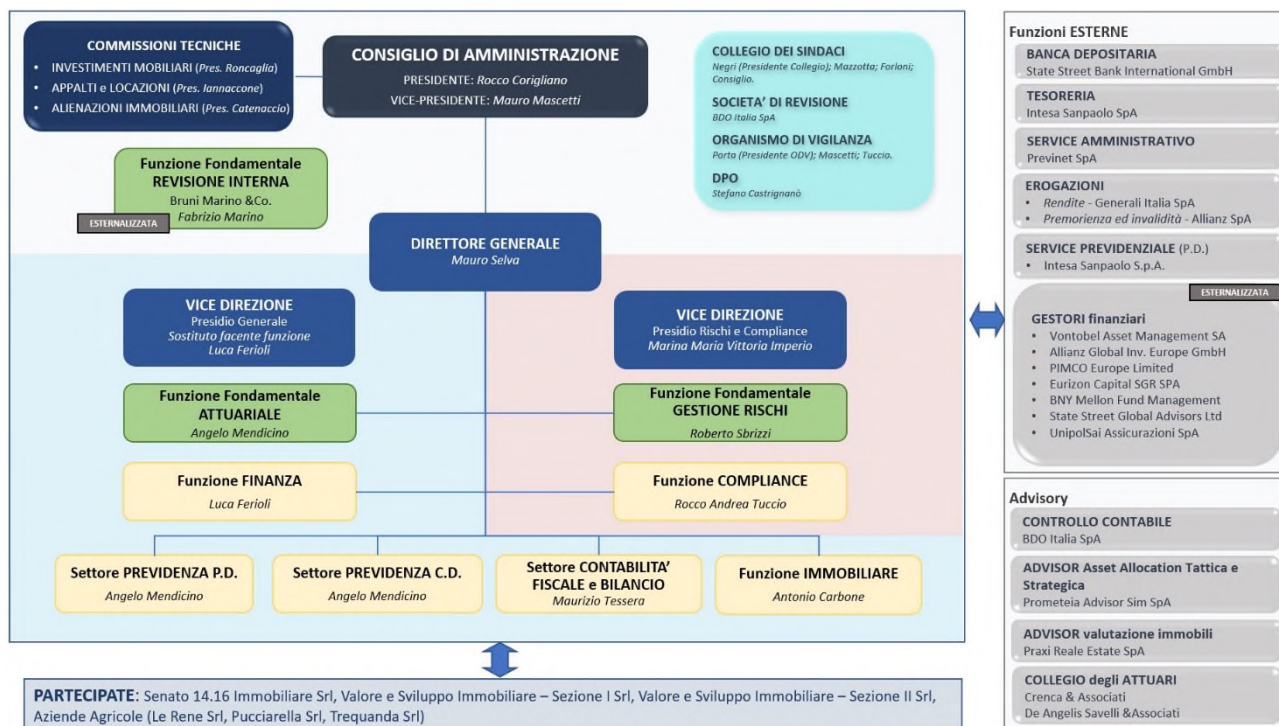 COMMISSIONI TECNICHE
• INVESTIMENTI MOBILIARI (Pres. Roncaglia)
• APPALTI e LOCAZIONI (Pres. Iannaccone)
• ALIENAZIONI IMMOBILIARI (Pres. Catenaccio)
CONSIGLIO DI AMMINISTRAZIONE
PRESIDENTE: Rocco Corigliano
VICE-PRESIDENTE: Mauro Mascetti
COLLEGIO DEI SINDACI
Negri (Presidente Collegio); Mazzotta; Forloni;
Consiglio.
SOCIETA' DI REVISIONE
BDO Italia SpA
ORGANISMO DI VIGILANZA
Porta (Presidente ODV); Mascetti; Tuccio.
DPO
Stefano Castrignanò
Funzione Fondamentale
REVISIONE INTERNA
Bruni Marino &Co.
Fabrizio Marino
ESTERNALIZZATA
DIRETTORE GENERALE
Mauro Selva
VICE DIREZIONE
Presidio Generale
Sostituto facente funzione
Luca Ferioli
VICE DIREZIONE
Presidio Rischi e Compliance
Marina Maria Vittoria Imperio
Funzione Fondamentale
ATTUARIALE
Angelo Mendicino
Funzione Fondamentale
GESTIONE RISCHI
Roberto Sbrizzi
Funzione FINANZA
Luca Ferioli
Funzione COMPLIANCE
Rocco Andrea Tuccio
Settore PREVIDENZA P.D.
Angelo Mendicino
Settore PREVIDENZA C.D.
Angelo Mendicino
Settore CONTABILITA'
FISCALE e BILANCIO
Maurizio Tessera
Funzione IMMOBILIARE
Antonio Carbone
PARTECIPATE: Senato 14.16 Immobiliare Srl, Valore e Sviluppo Immobiliare – Sezione I Srl, Valore e Sviluppo Immobiliare – Sezione II Srl,
Aziende Agricole (Le Rene Srl, Pucciarella Srl, Trequanda Srl)
Funzioni ESTERNE
BANCA DEPOSITARIA
State Street Bank International GmbH
TESORERIA
Intesa Sanpaolo SpA
SERVICE AMMINISTRATIVO
Previnet SpA
EROGAZIONI
• Rendite - Generali Italia SpA
• Premorienza ed invalidità - Allianz SpA
SERVICE PREVIDENZIALE (P.D.)
• Intesa Sanpaolo S.p.A.
ESTERNALIZZATA
GESTORI finanziari
• Vontobel Asset Management SA
• Allianz Global Inv. Europe GmbH
• PIMCO Europe Limited
• Eurizon Capital SGR SPA
• BNY Mellon Fund Management
• State Street Global Advisors Ltd
• UnipolSai Assicurazioni SpA
Advisory
CONTROLLO CONTABILE
BDO Italia SpA
ADVISOR Asset Allocation Tattica e
Strategica
Prometeia Advisor Sim SpA
ADVISOR valutazione immobili
Praxi Reale Estate SpA
COLLEGIO degli ATTUARI
Crenca & Associati
De Angelis Savelli &Associati